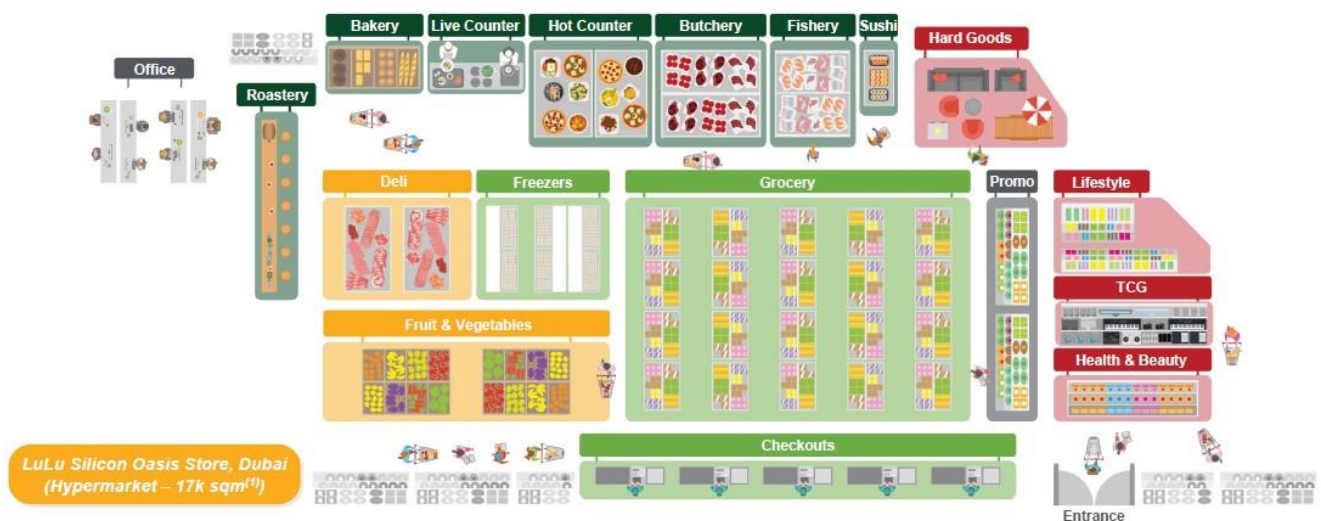 Bakery
Live Counter
Hot Counter
Butchery
Fishery
Sushi
Hard Goods
Office
Roastery
Deli
Freezers
Grocery
Promo
Lifestyle
TCG
Fruit & Vegetables
Health & Beauty
Checkouts
LuLu Silicon Oasis Store, Dubai
(Hypermarket – 17k sqm(1))
Entrance